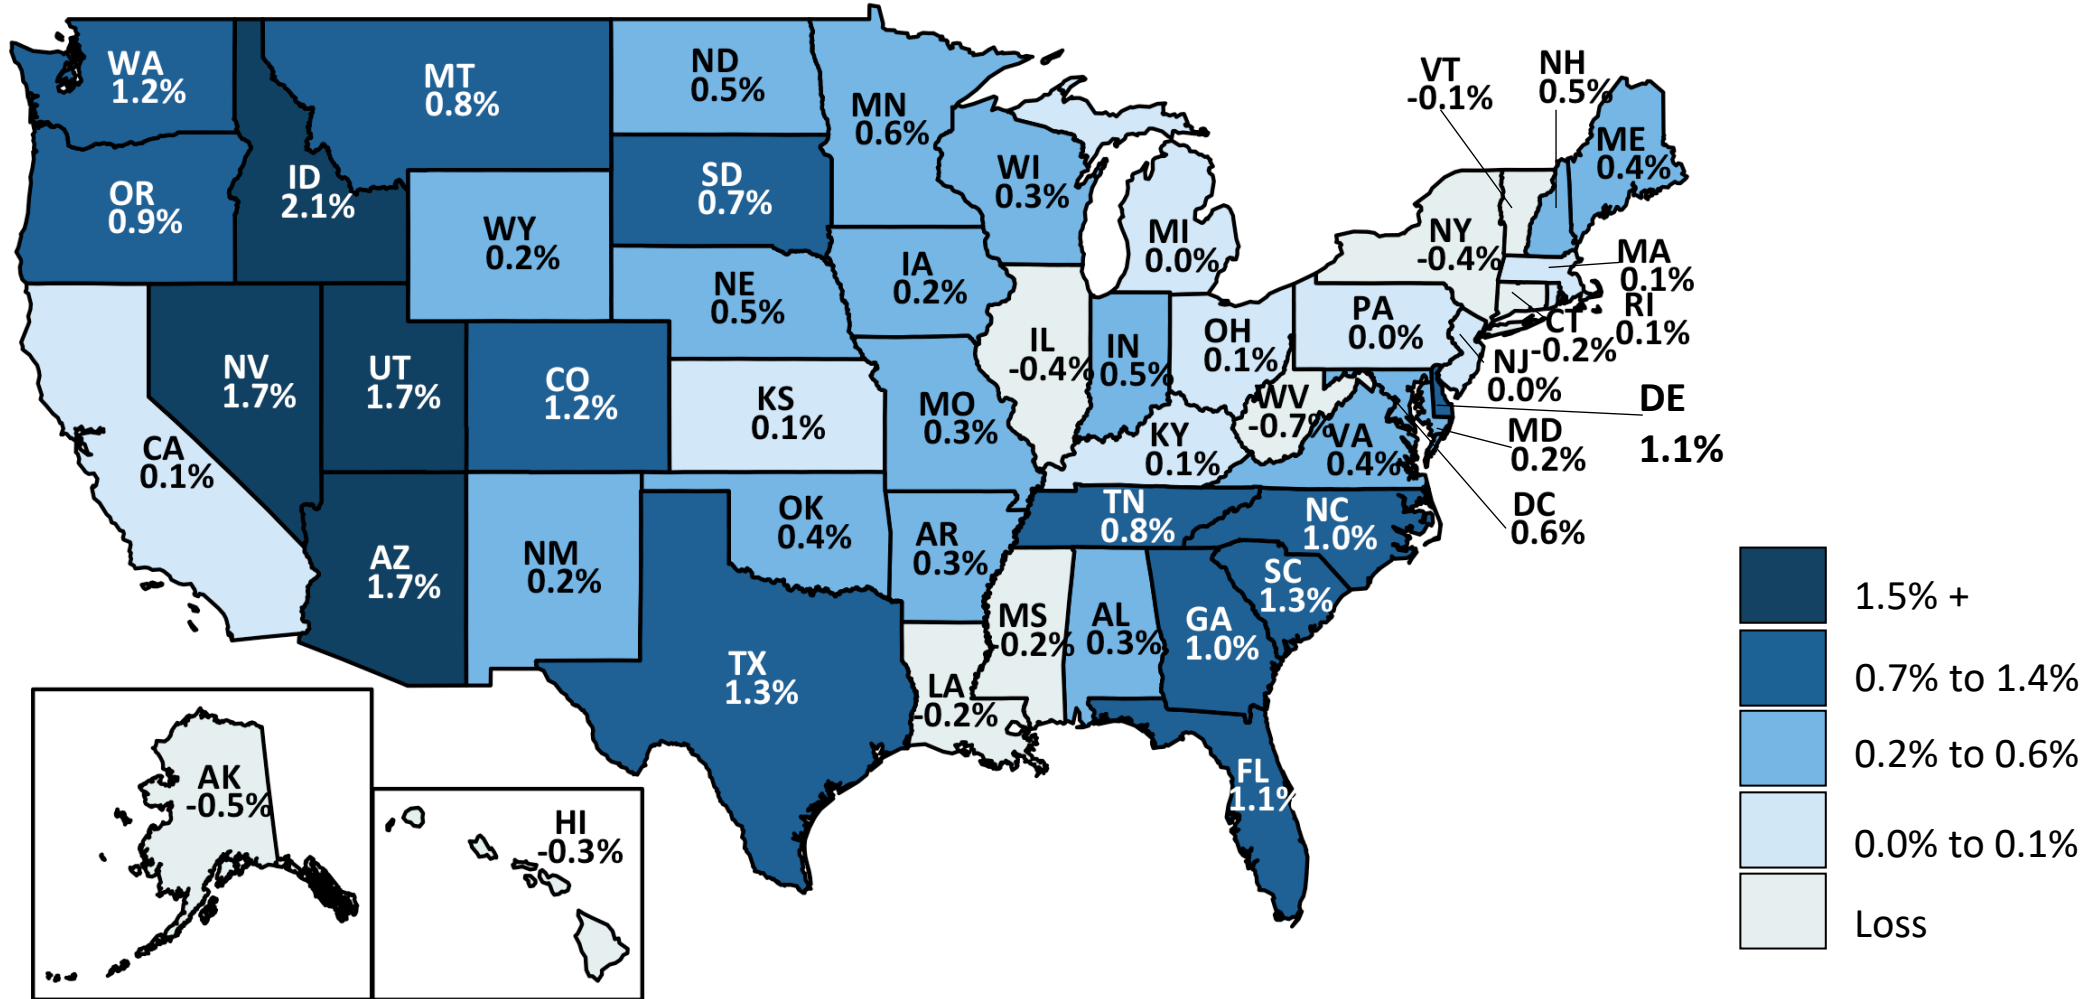 WA
1.2%
MT
0.8%
ND
0.5%
MN
0.6%
VT
-0.1%
NH
0.5%
ME
0.4%
OR
0.9%
ID
2.1%
WY
0.2%
SD
0.7%
WI
0.3%
MI
0.0%
NY
-0.4%
MA
0.1%
RI
0.1%
CT
-0.2%
NE
0.5%
IA
0.2%
IL
-0.4%
IN
0.5%
OH
0.1%
PA
0.0%
NJ
0.0%
DE
1.1%
MD
0.2%
DC
0.6%
NV
1.7%
UT
1.7%
CO
1.2%
KS
0.1%
MO
0.3%
KY
0.1%
WV
-0.7%
VA
0.4%
CA
0.1%
AZ
1.7%
NM
0.2%
OK
0.4%
AR
0.3%
TN
0.8%
NC
1.0%
SC
1.3%
TX
1.3%
LA
-0.2%
MS
-0.2%
AL
0.3%
GA
1.0%
FL
1.1%
AK
-0.5%
HI
-0.3%
1.5% +
0.7% to 1.4%
0.2% to 0.6%
0.0% to 0.1%
Loss